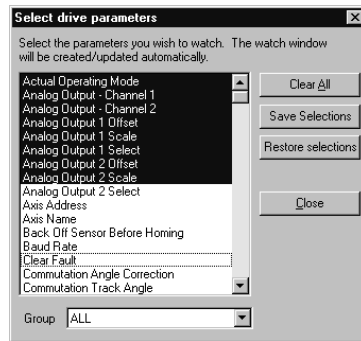 Select drive parameters
Select the parameters you wish to watch. The watch window
will be created/updated automatically.
Actual Operating Mode
Analog Output - Channel 1
Analog Output - Channel 2
Analog Output 1 Offset
Analog Output 1 Scale
Analog Output 1 Select
Analog Output 2 Offset
Analog Output 2 Scale
Analog Output 2 Select
Axis Address
Axis Name
Back Off Sensor Before Homing
Baud Rate
Clear Fault
Commutation Angle Correction
Commutation Track Angle
Clear All
Save Selections
Restore selections
Close
Group ALL